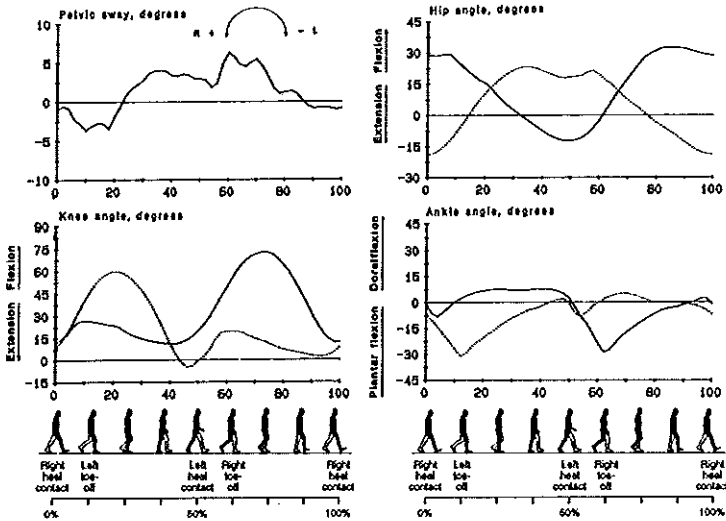 Pelvic sway, degrees
R + - L
10
5
0
-5
-10
0 20 40 60 80 100
Hip angle, degrees
Extension Flexion
45
30
15
0
-15
-30
0 20 40 60 80 100
Knee angle, degrees
Extension Flexion
90
75
60
45
30
15
0
-15
0 20 40 60 80 100
Ankle angle, degrees
Plantar flexion Dorsiflexion
45
30
15
0
-15
-30
-45
0 20 40 60 80 100
Right Left Left Right Right
heel toe- heel toe- heel
contact off contact off contact
0% 50% 100%
Right Left Left Right Right
heel toe- heel toe- heel
contact off contact off contact
0% 50% 100%